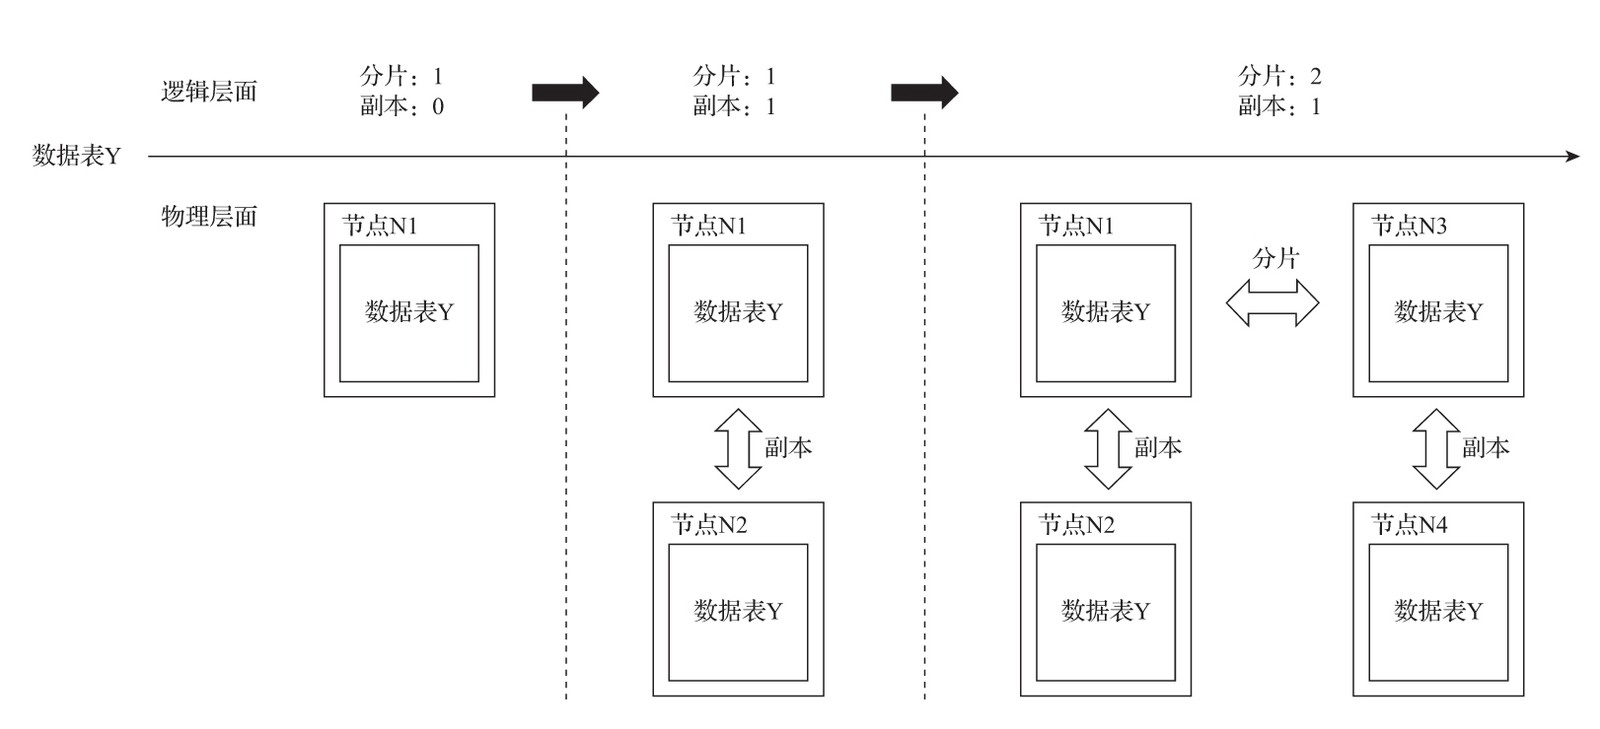 逻辑层面
分片：1
副本：0
分片：1
副本：1
分片：2
副本：1
数据表Y
物理层面
节点N1
数据表Y
节点N1
数据表Y
节点N1
数据表Y
分片
节点N3
数据表Y
副本
副本
副本
节点N2
数据表Y
节点N2
数据表Y
节点N4
数据表Y